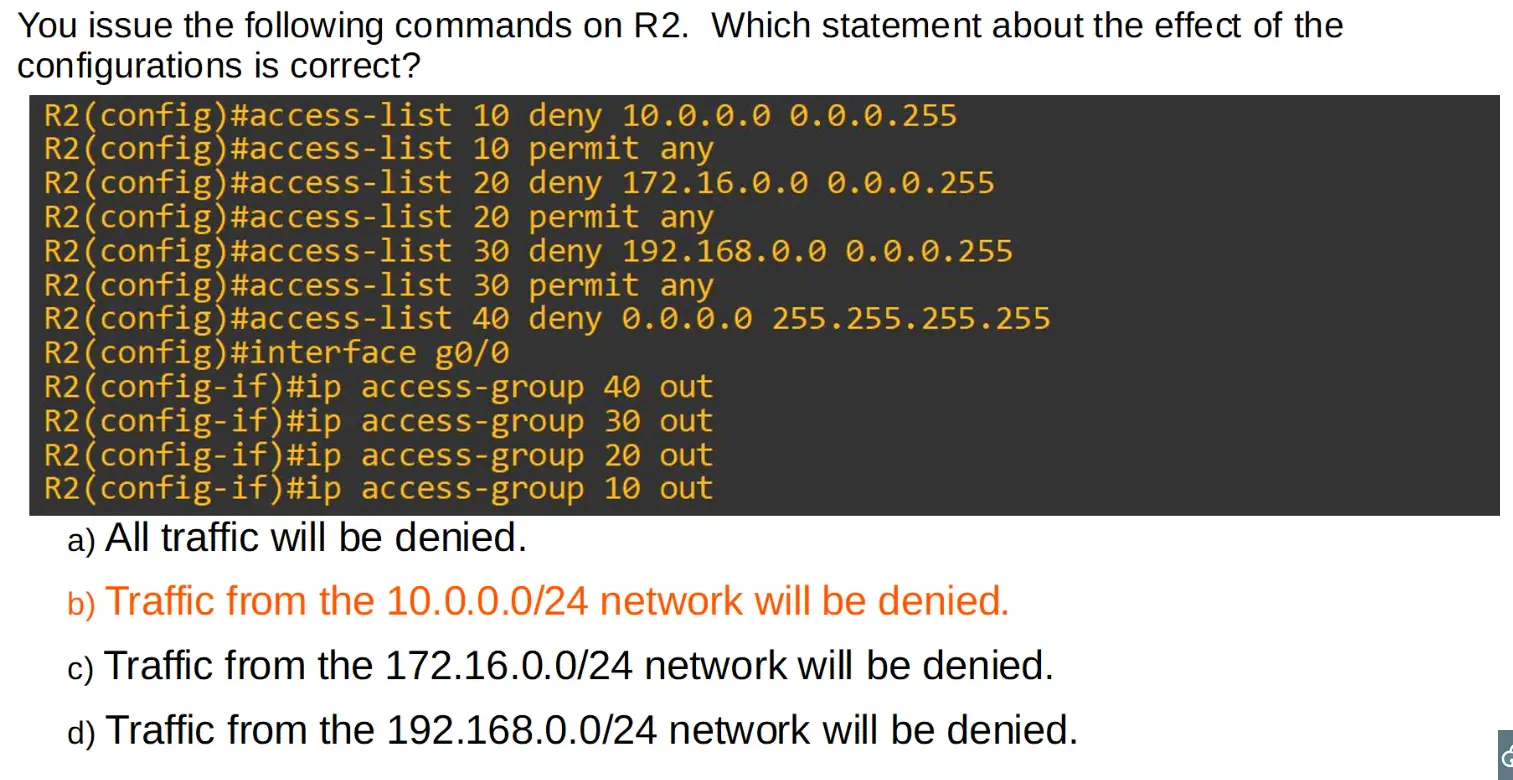 You issue the following commands on R2.  Which statement about the effect of the
configurations is correct?
R2(config)#access-list 10 deny 10.0.0.0 0.0.0.255
R2(config)#access-list 10 permit any
R2(config)#access-list 20 deny 172.16.0.0 0.0.0.255
R2(config)#access-list 20 permit any
R2(config)#access-list 30 deny 192.168.0.0 0.0.0.255
R2(config)#access-list 30 permit any
R2(config)#access-list 40 deny 0.0.0.0 255.255.255.255
R2(config)#interface g0/0
R2(config-if)#ip access-group 40 out
R2(config-if)#ip access-group 30 out
R2(config-if)#ip access-group 20 out
R2(config-if)#ip access-group 10 out
a) All traffic will be denied.
b) Traffic from the 10.0.0.0/24 network will be denied.
c) Traffic from the 172.16.0.0/24 network will be denied.
d) Traffic from the 192.168.0.0/24 network will be denied.